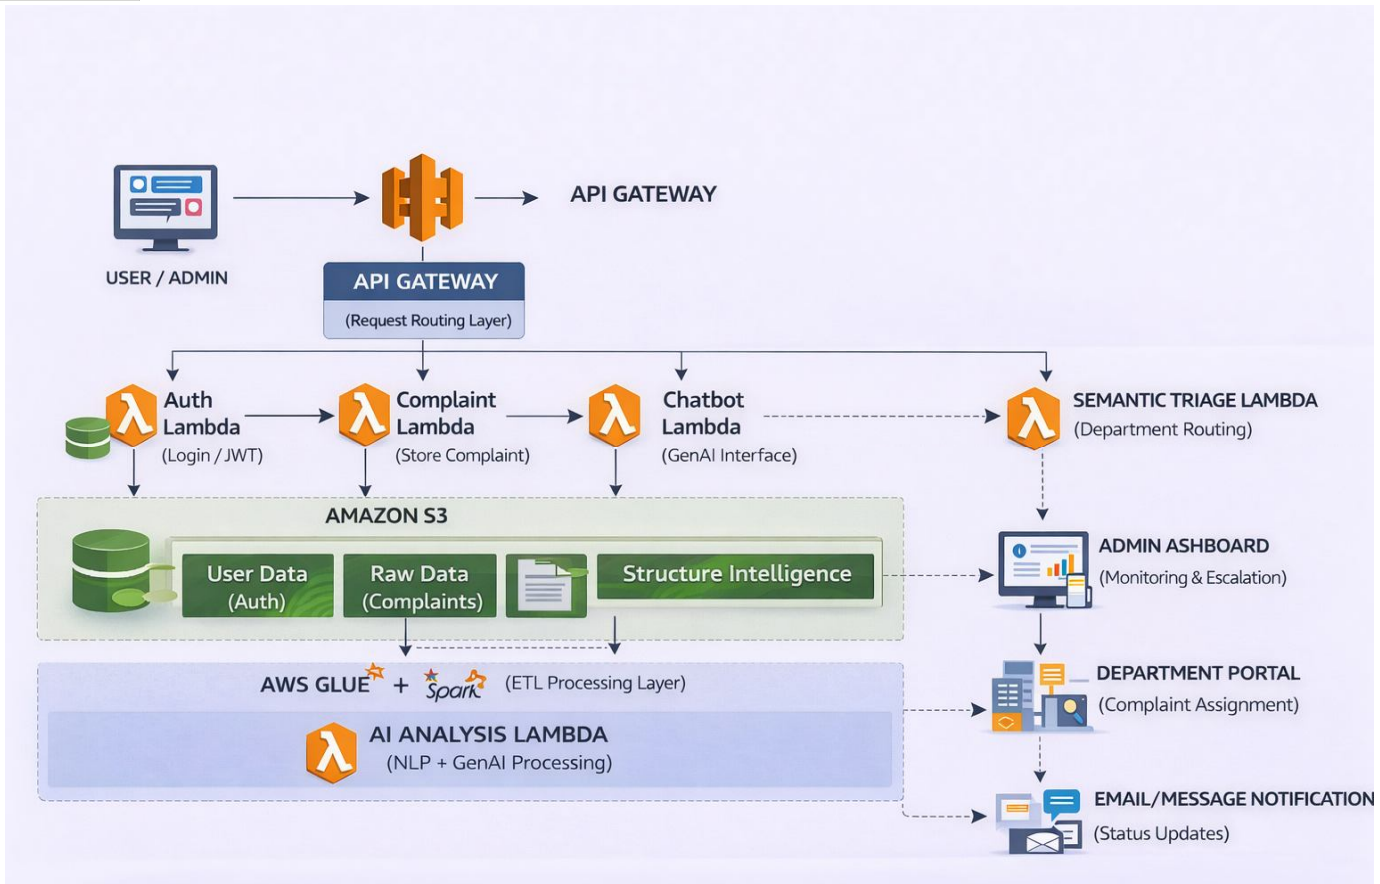 API GATEWAY
USER / ADMIN
API GATEWAY
(Request Routing Layer)
Auth
Lambda
(Login / JWT)
Complaint
Lambda
(Store Complaint)
Chatbot
Lambda
(GenAI Interface)
SEMANTIC TRIAGE LAMBDA
(Department Routing)
AMAZON S3
User Data
(Auth)
Raw Data
(Complaints)
Structure Intelligence
ADMIN ASHBOARD
(Monitoring & Escalation)
AWS GLUE + Spark (ETL Processing Layer)
AI ANALYSIS LAMBDA
(NLP + GenAI Processing)
DEPARTMENT PORTAL
(Complaint Assignment)
EMAIL/MESSAGE NOTIFICATION
(Status Updates)